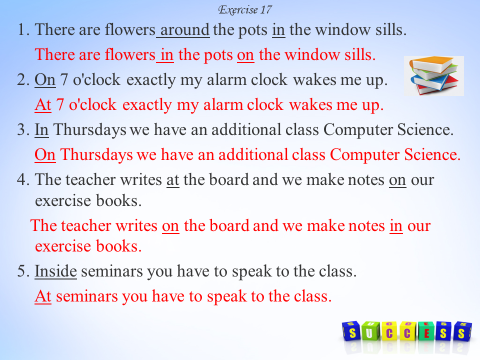 Exercise 17
1. There are flowers around the pots in the window sills.
There are flowers in the pots on the window sills.
2. On 7 o'clock exactly my alarm clock wakes me up.
At 7 o'clock exactly my alarm clock wakes me up.
3. In Thursdays we have an additional class Computer Science.
On Thursdays we have an additional class Computer Science.
4. The teacher writes at the board and we make notes on our
exercise books.
The teacher writes on the board and we make notes in our
exercise books.
5. Inside seminars you have to speak to the class.
At seminars you have to speak to the class.
SUCCESS